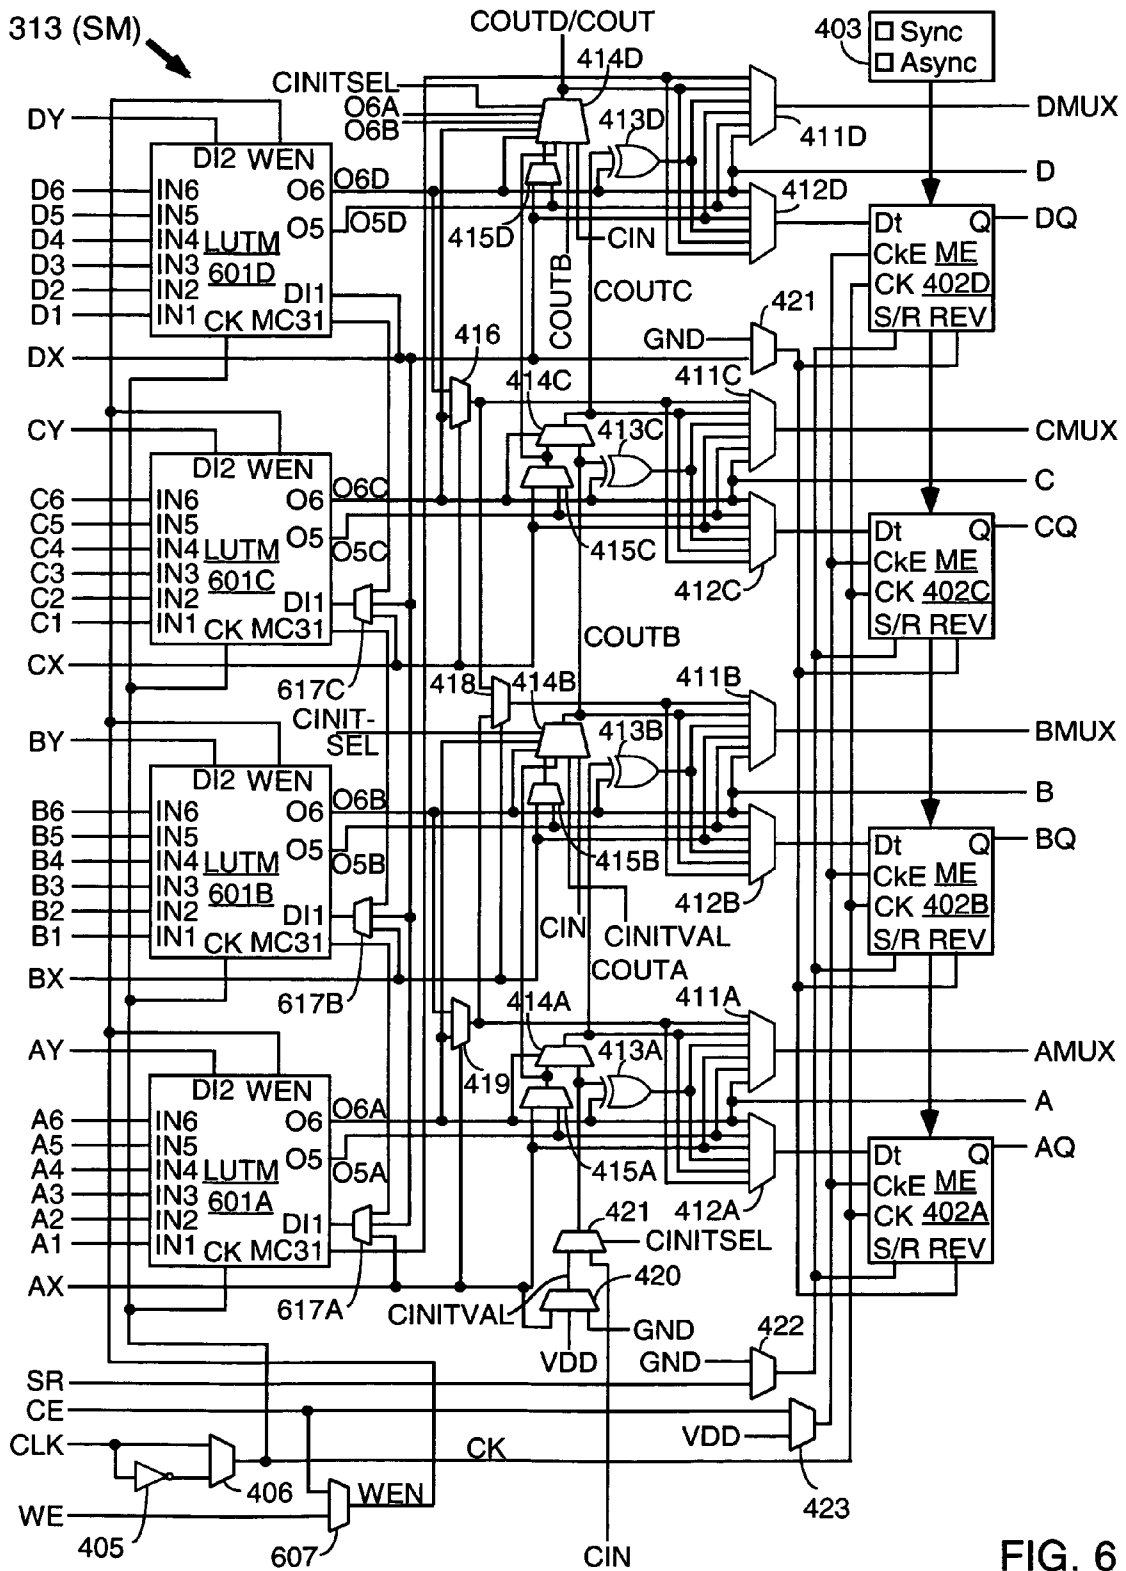 313 (SM)
COUTD/COUT
414D
403
Sync
Async
CINITSEL
O6A
O6B
413D
DMUX
411D
DY
DI2 WEN
D6
D5
D4
D3
D2
D1
IN6
IN5
IN4
IN3
IN2
IN1
LUTM
601D
O6
O5
DI1
CK MC31
O6D
O5D
415D
CIN
COUTB
COUTC
412D
D
DQ
Dt
Q
CkE ME
CK 402D
S/R REV
DX
GND
421
416
414C
411C
413C
CMUX
CY
DI2 WEN
C6
C5
C4
C3
C2
C1
IN6
IN5
IN4
IN3
IN2
IN1
LUTM
601C
O6
O5
DI1
CK MC31
O6C
O5C
415C
412C
C
CQ
Dt
Q
CkE ME
CK 402C
S/R REV
CX
617C
COUTB
418
414B
411B
CINIT-
SEL
413B
BMUX
BY
DI2 WEN
B6
B5
B4
B3
B2
B1
IN6
IN5
IN4
IN3
IN2
IN1
LUTM
601B
O6
O5
DI1
CK MC31
O6B
O5B
415B
412B
B
BQ
Dt
Q
CkE ME
CK 402B
S/R REV
CIN
CINITVAL
COUTA
BX
617B
414A
411A
413A
AMUX
419
AY
DI2 WEN
A6
A5
A4
A3
A2
A1
IN6
IN5
IN4
IN3
IN2
IN1
LUTM
601A
O6
O5
DI1
CK MC31
O6A
O5A
415A
412A
A
AQ
Dt
Q
CkE ME
CK 402A
S/R REV
421
CINITSEL
AX
617A
CINITVAL
420
GND
VDD
422
GND
SR
CE
VDD
423
CLK
CK
405
406
WEN
WE
607
CIN
FIG. 6